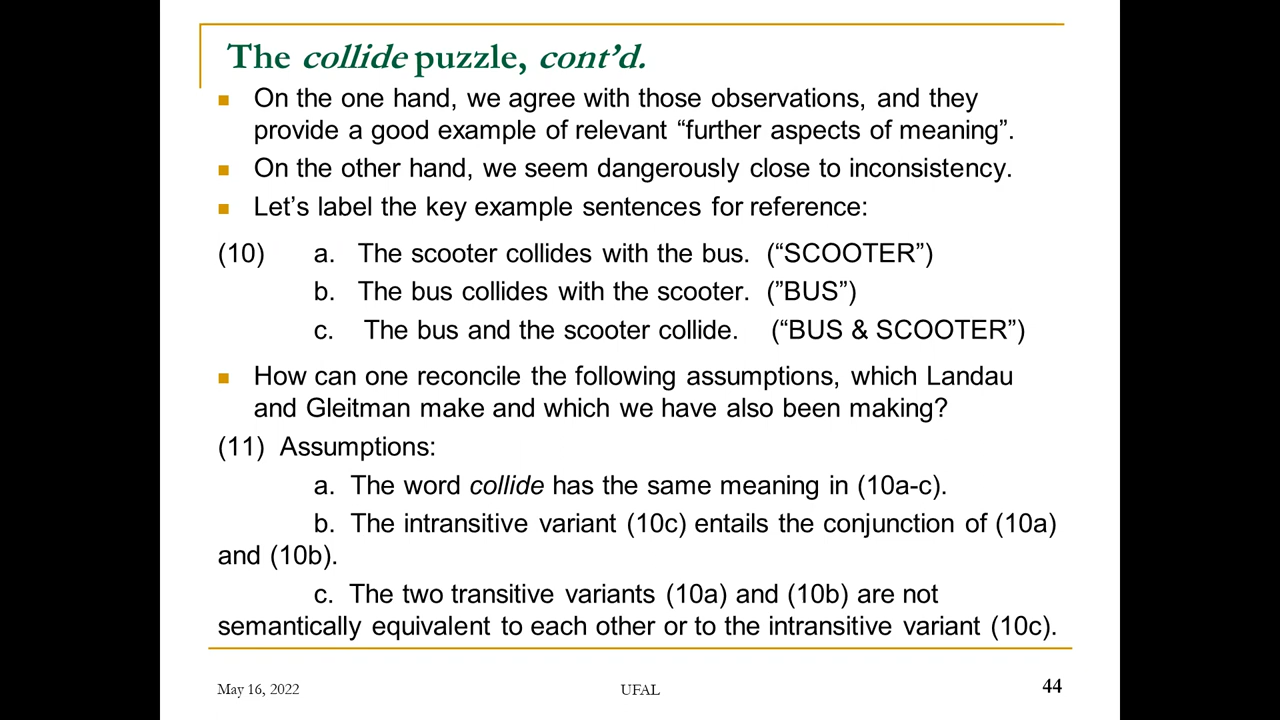 The collide puzzle, cont’d.
■ On the one hand, we agree with those observations, and they
provide a good example of relevant “further aspects of meaning”.
■ On the other hand, we seem dangerously close to inconsistency.
■ Let’s label the key example sentences for reference:
(10) a. The scooter collides with the bus. (“SCOOTER”)
b. The bus collides with the scooter. (”BUS”)
c. The bus and the scooter collide. (“BUS & SCOOTER”)
■ How can one reconcile the following assumptions, which Landau
and Gleitman make and which we have also been making?
(11) Assumptions:
a. The word collide has the same meaning in (10a-c).
b. The intransitive variant (10c) entails the conjunction of (10a)
and (10b).
c. The two transitive variants (10a) and (10b) are not
semantically equivalent to each other or to the intransitive variant (10c).
May 16, 2022 UFAL 44